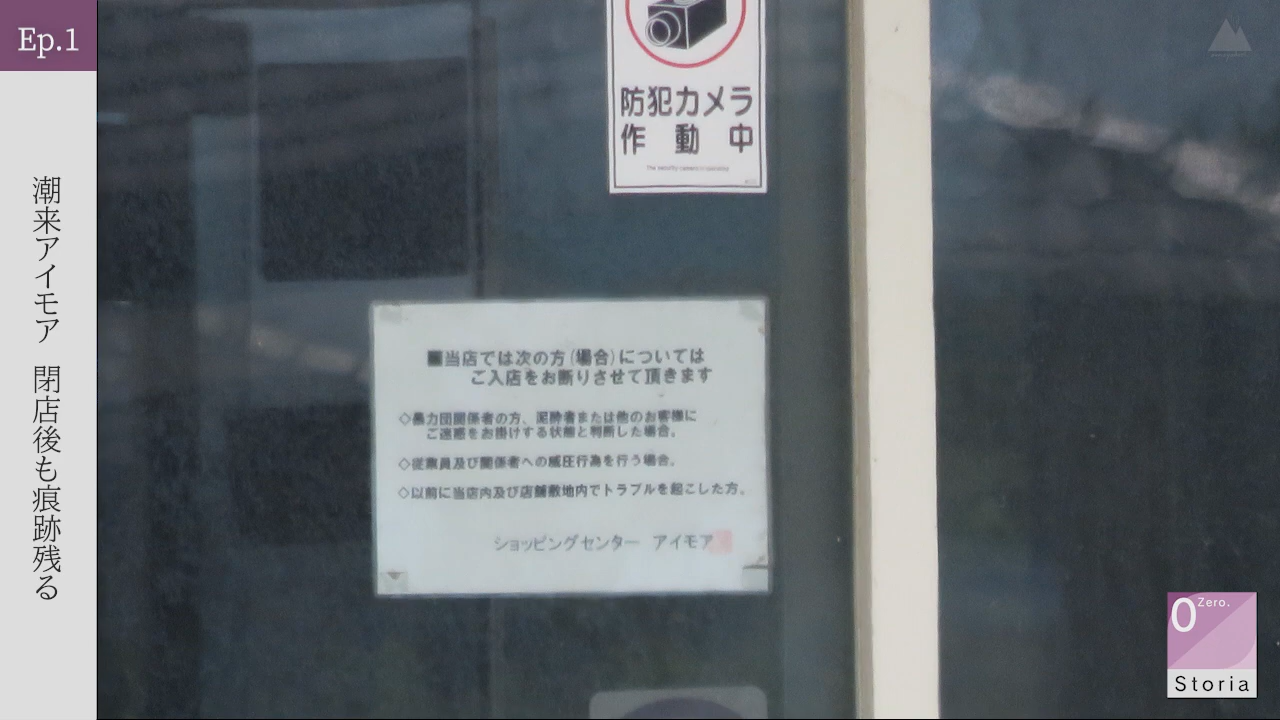 Ep.1
潮来アイモア 閉店後も痕跡残る
防犯カメラ
作動中
■当店では次の方(場合)については
ご入店をお断りさせて頂きます
◇暴力団関係者の方、泥酔者または他のお客様に
ご迷惑をお掛けする状態と判断した場合。
◇従業員及び関係者への威圧行為を行う場合。
◇以前に当店内及び店舗敷地内でトラブルを起こした方。
ショッピングセンター アイモア
0 Zero.
Storia